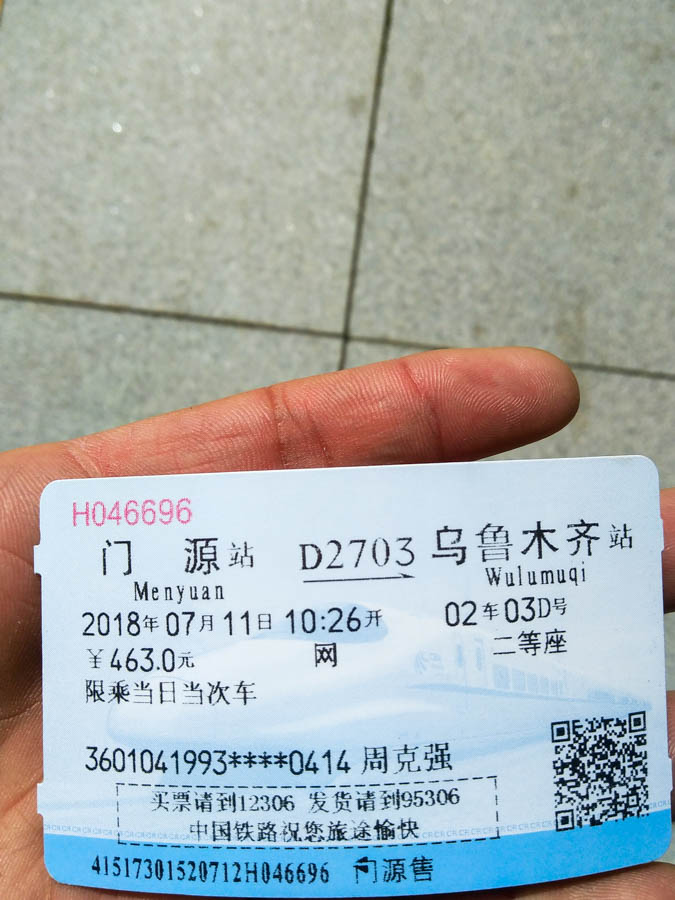 H046696
门源站 D2703 乌鲁木齐站
Menyuan Wulumuqi
2018年07月11日 10:26开 02车03D号
￥463.0元 网 二等座
限乘当日当次车
3601041993****0414 周克强
买票请到12306 发货请到95306
中国铁路祝您旅途愉快
41517301520712H046696 门源售